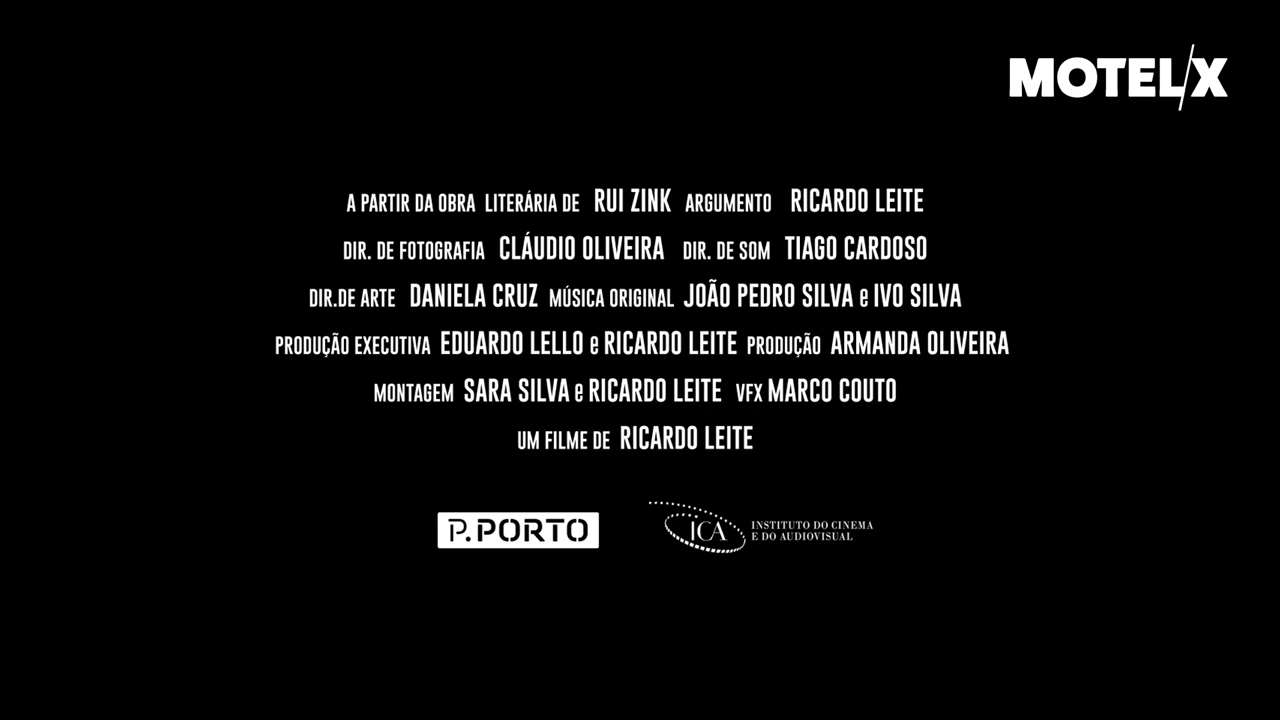 MOTEL/X
A PARTIR DA OBRA LITERÁRIA DE RUI ZINK ARGUMENTO RICARDO LEITE
DIR. DE FOTOGRAFIA CLÁUDIO OLIVEIRA DIR. DE SOM TIAGO CARDOSO
DIR.DE ARTE DANIELA CRUZ MÚSICA ORIGINAL JOÃO PEDRO SILVA e IVO SILVA
PRODUÇÃO EXECUTIVA EDUARDO LELLO e RICARDO LEITE PRODUÇÃO ARMANDA OLIVEIRA
MONTAGEM SARA SILVA e RICARDO LEITE VFX MARCO COUTO
UM FILME DE RICARDO LEITE
P.PORTO
ICA INSTITUTO DO CINEMA
E DO AUDIOVISUAL